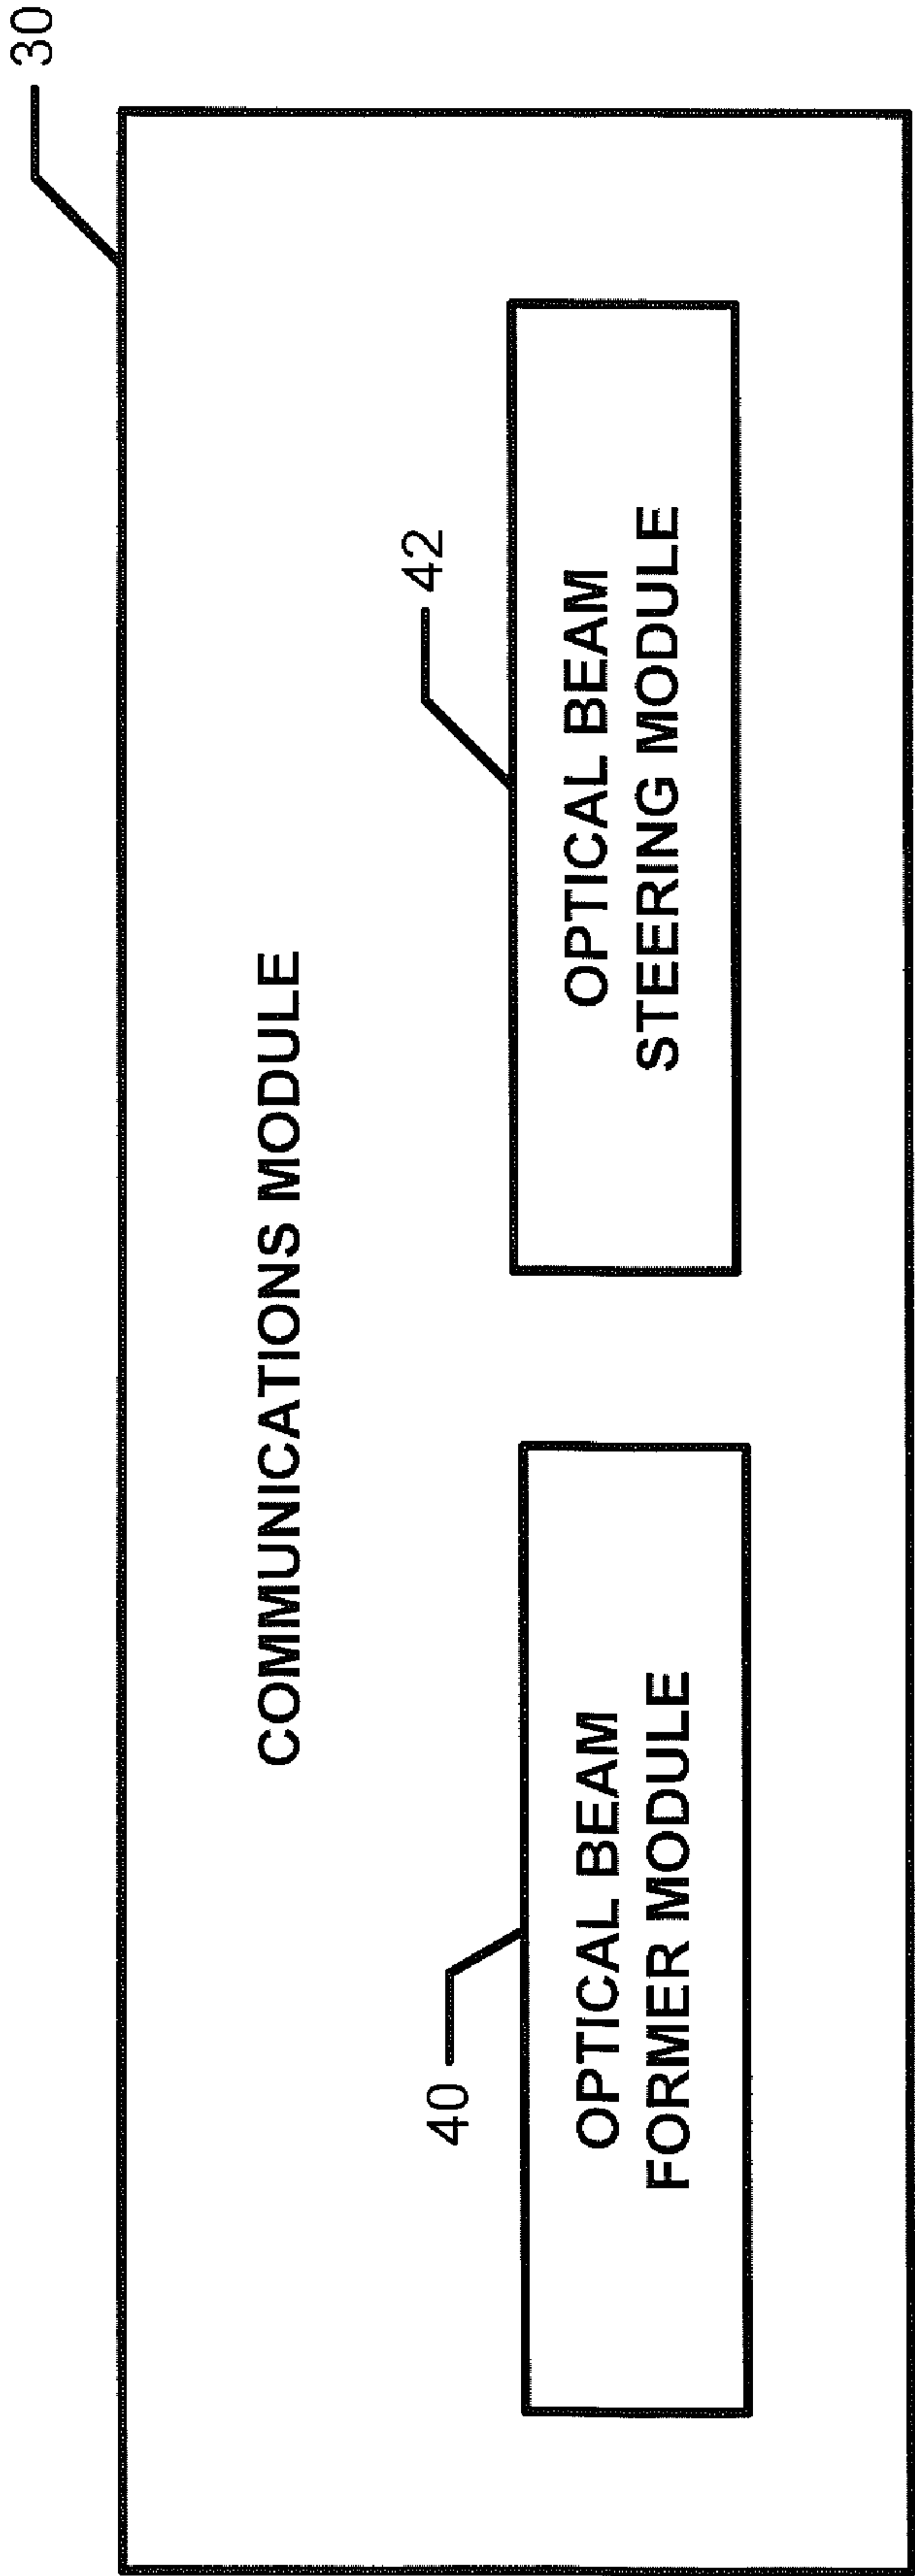 30
COMMUNICATIONS MODULE
40
42
OPTICAL BEAM
FORMER MODULE
OPTICAL BEAM
STEERING MODULE